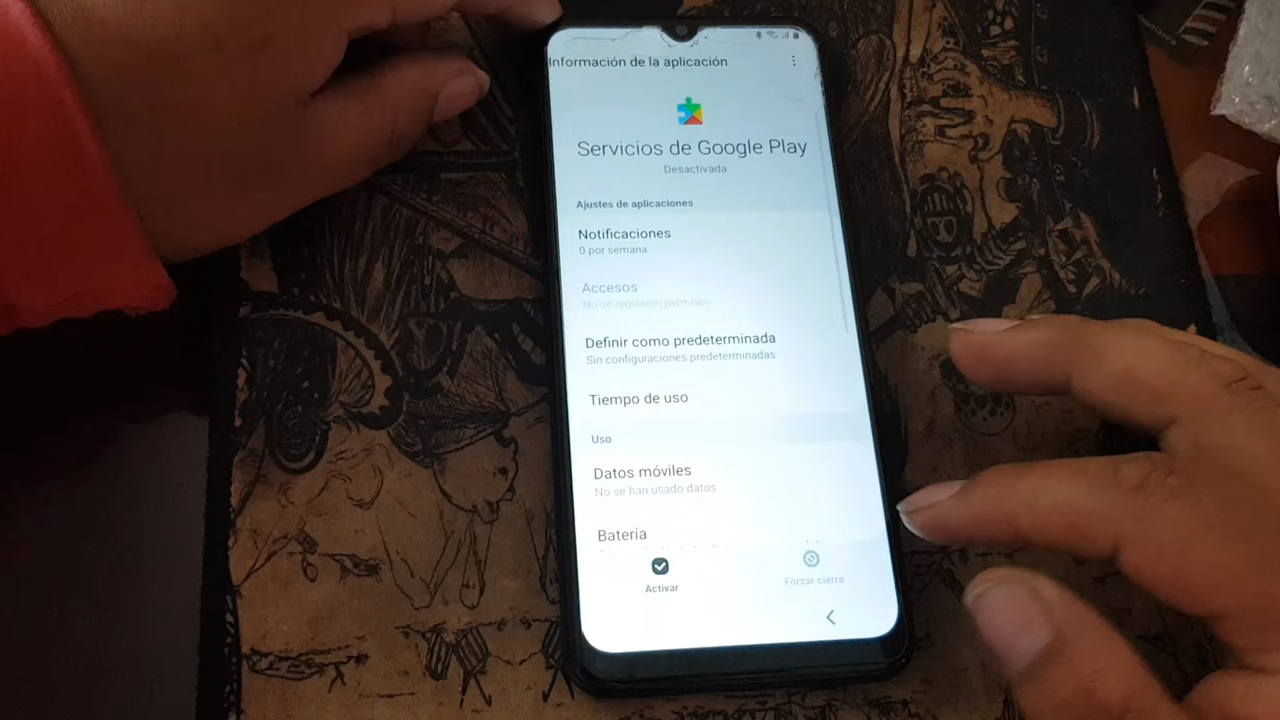 Información de la aplicación
Servicios de Google Play
Desactivada
Ajustes de aplicaciones
Notificaciones
0 por semana
Accesos
No se requieren permisos
Definir como predeterminada
Sin configuraciones predeterminadas
Tiempo de uso
Uso
Datos móviles
No se han usado datos
Batería
Activar
Forzar cierre